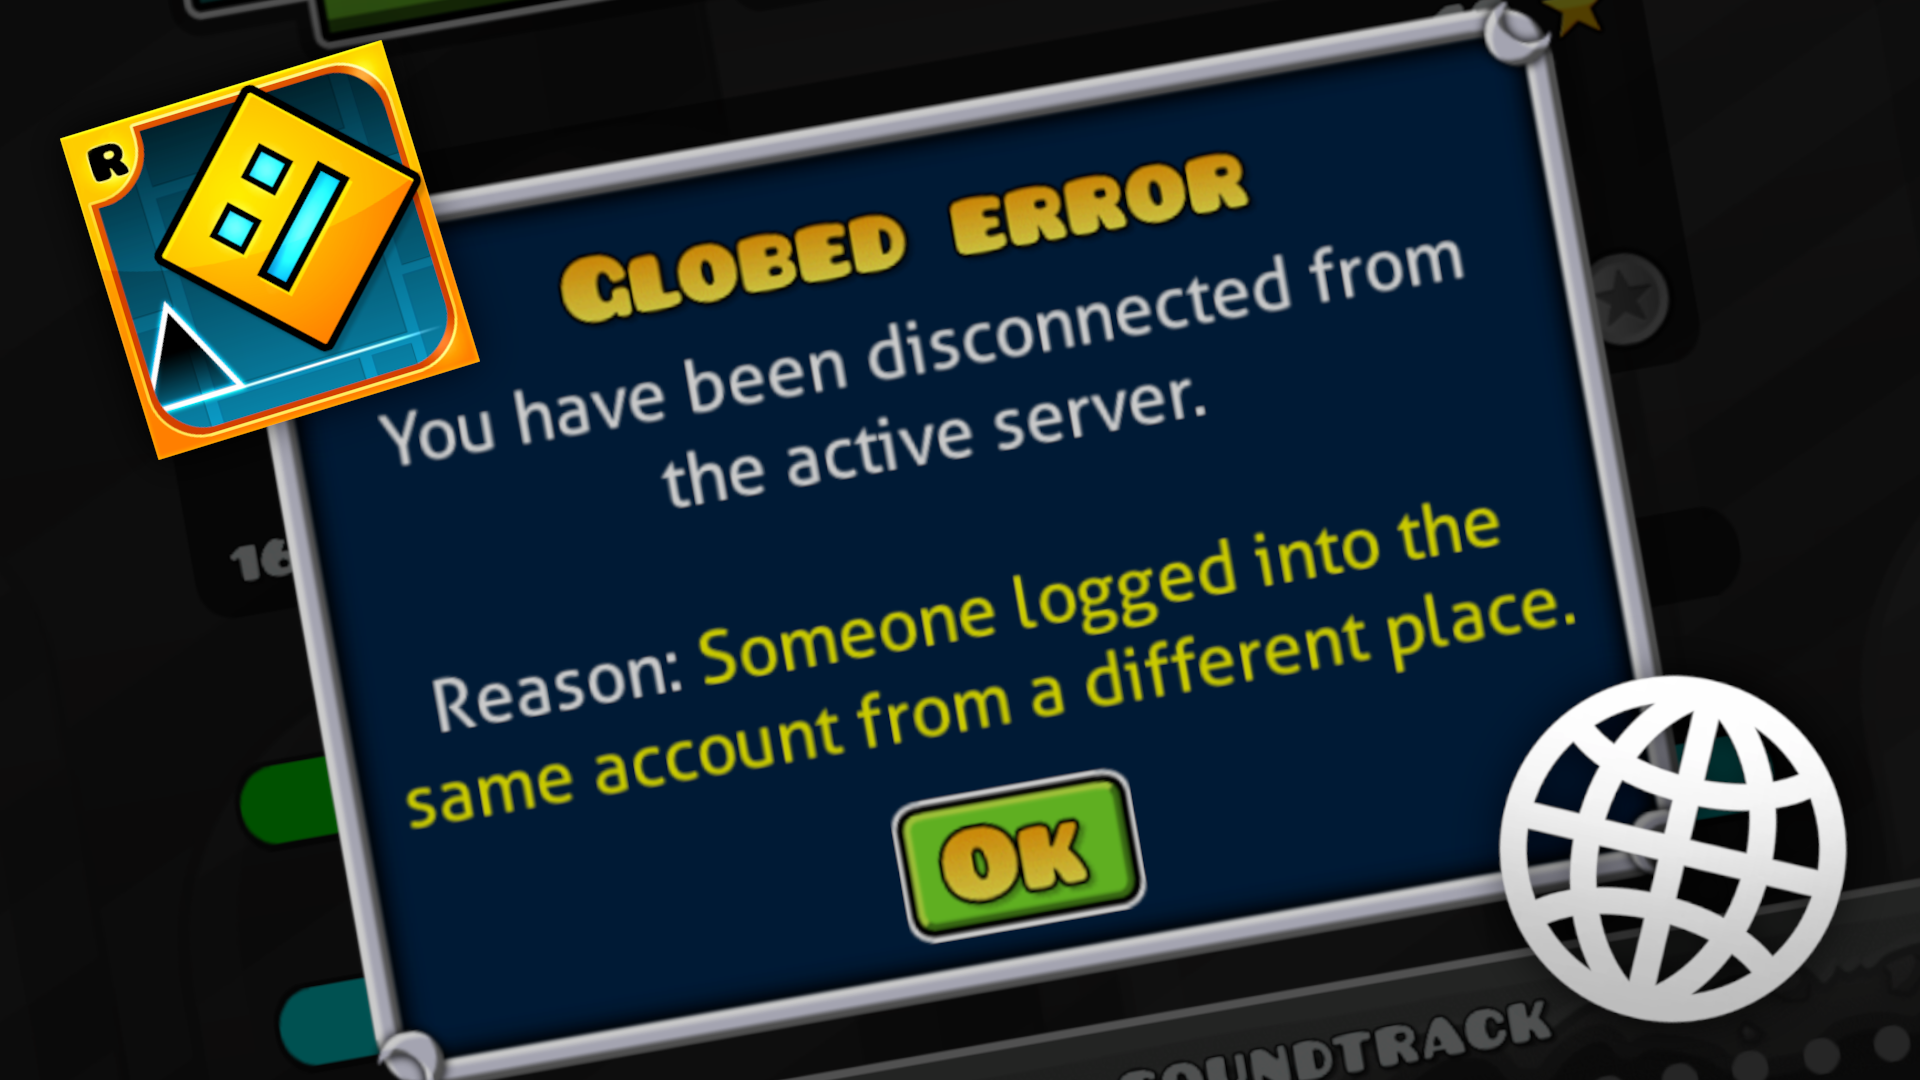 R
Globed error
You have been disconnected from
the active server.
Reason: Someone logged into the
same account from a different place.
Ok
16
SOUNDTRACK